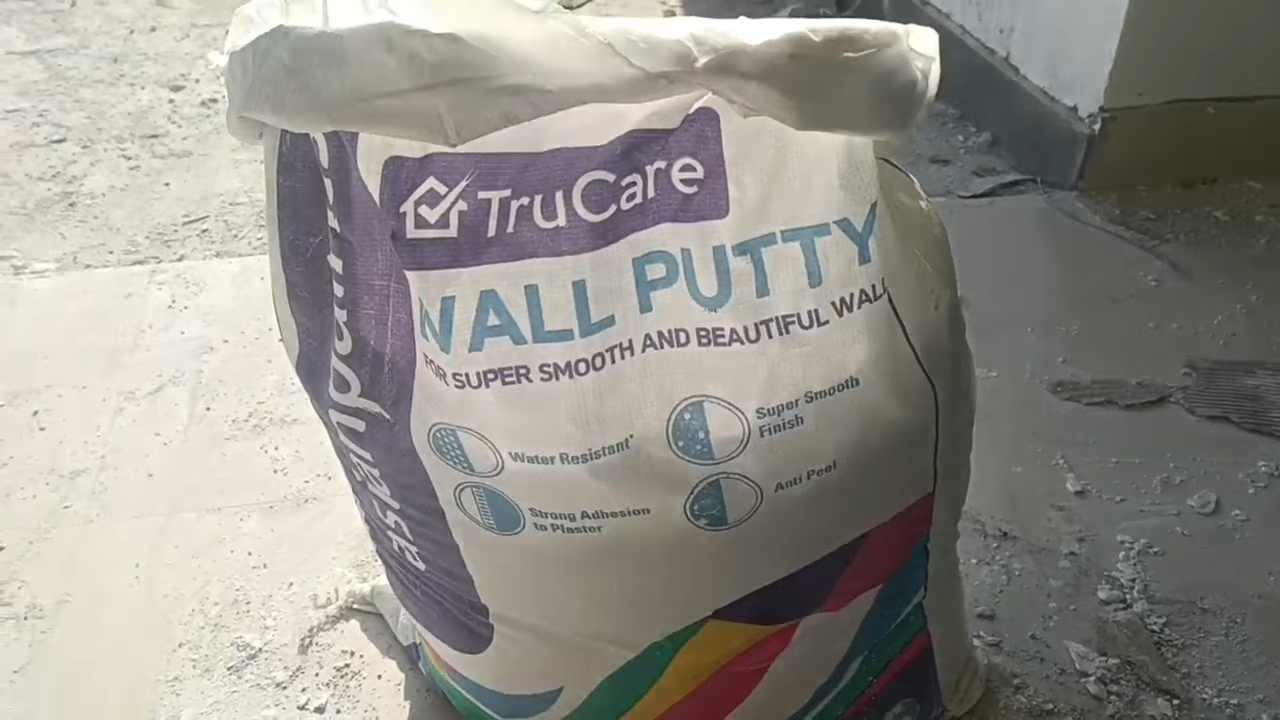 asianpaints
TruCare
WALL PUTTY
FOR SUPER SMOOTH AND BEAUTIFUL WALL
Water Resistant*
Super Smooth
Finish
Strong Adhesion
to Plaster
Anti Peel